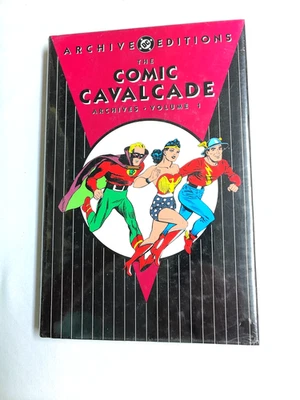 ARCHIVE DC EDITIONS
THE
COMIC
CAVALCADE
ARCHIVES • VOLUME 1